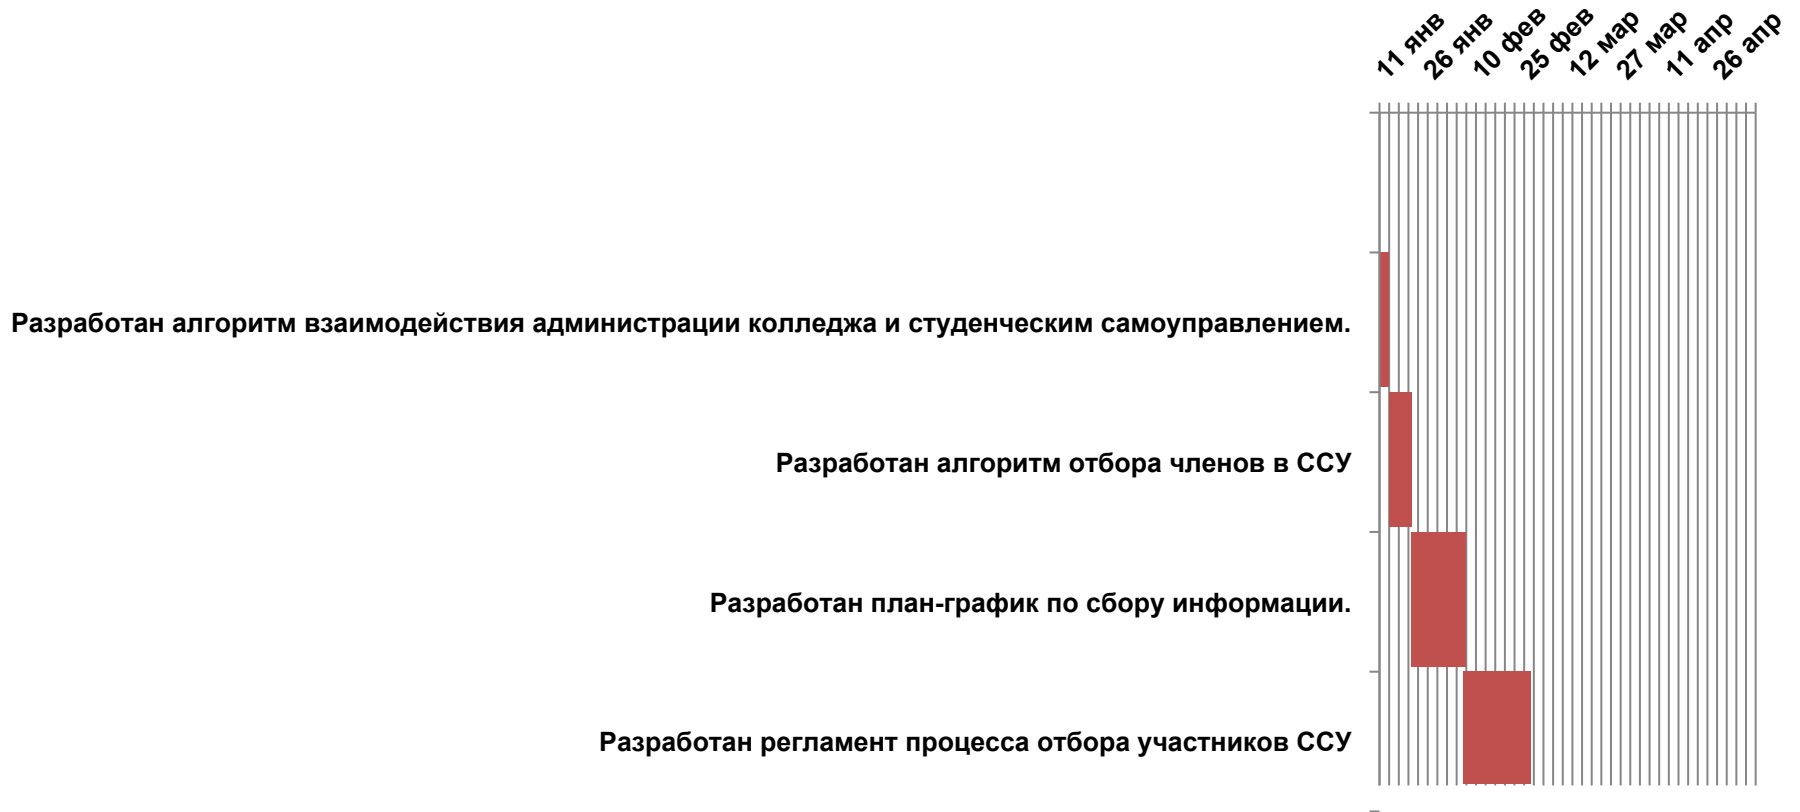 11 янв
26 янв
10 фев
25 фев
12 мар
27 мар
11 апр
26 апр
Разработан алгоритм взаимодействия администрации колледжа и студенческим самоуправлением.
Разработан алгоритм отбора членов в ССУ
Разработан план-график по сбору информации.
Разработан регламент процесса отбора участников ССУ